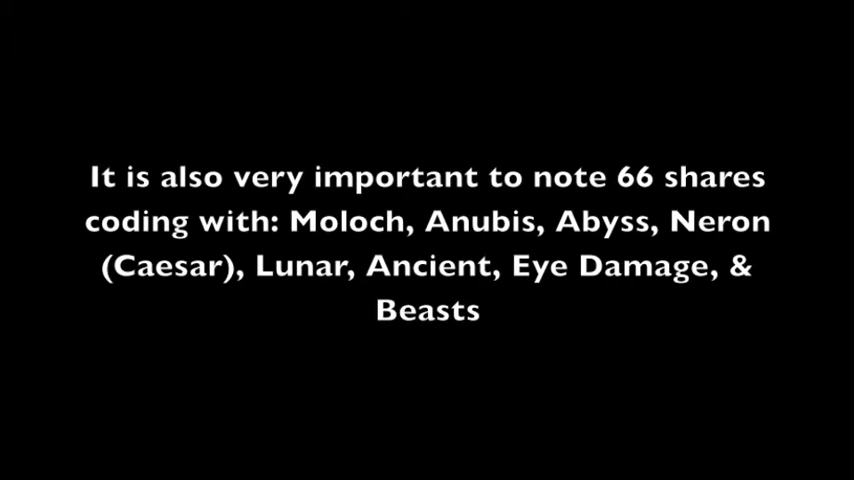 It is also very important to note 66 shares
coding with: Moloch, Anubis, Abyss, Neron
(Caesar), Lunar, Ancient, Eye Damage, &
Beasts